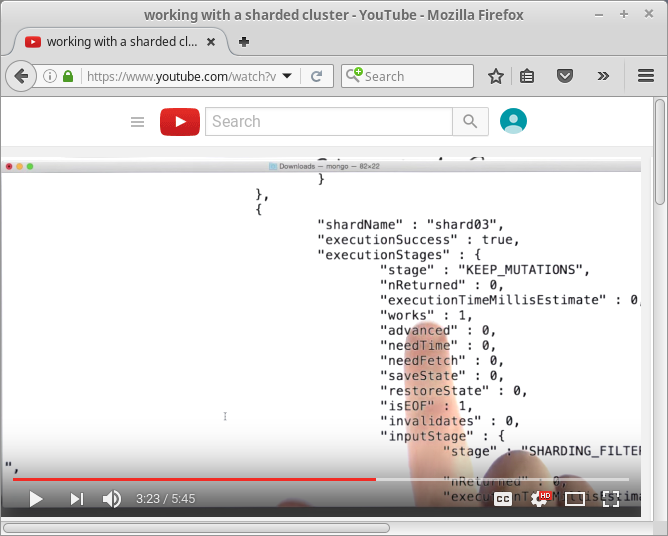 working with a sharded cluster - YouTube - Mozilla Firefox
working with a sharded cl...
https://www.youtube.com/watch?v
Search
Search
Downloads — mongo — 82×22
}
},
{
"shardName" : "shard03",
"executionSuccess" : true,
"executionStages" : {
"stage" : "KEEP_MUTATIONS",
"nReturned" : 0,
"executionTimeMillisEstimate" : 0,
"works" : 1,
"advanced" : 0,
"needTime" : 0,
"needFetch" : 0,
"saveState" : 0,
"restoreState" : 0,
"isEOF" : 1,
"invalidates" : 0,
"inputStage" : {
"stage" : "SHARDING_FILTE
",
"nReturned" : 0,
3:23 / 5:45
CC
HD